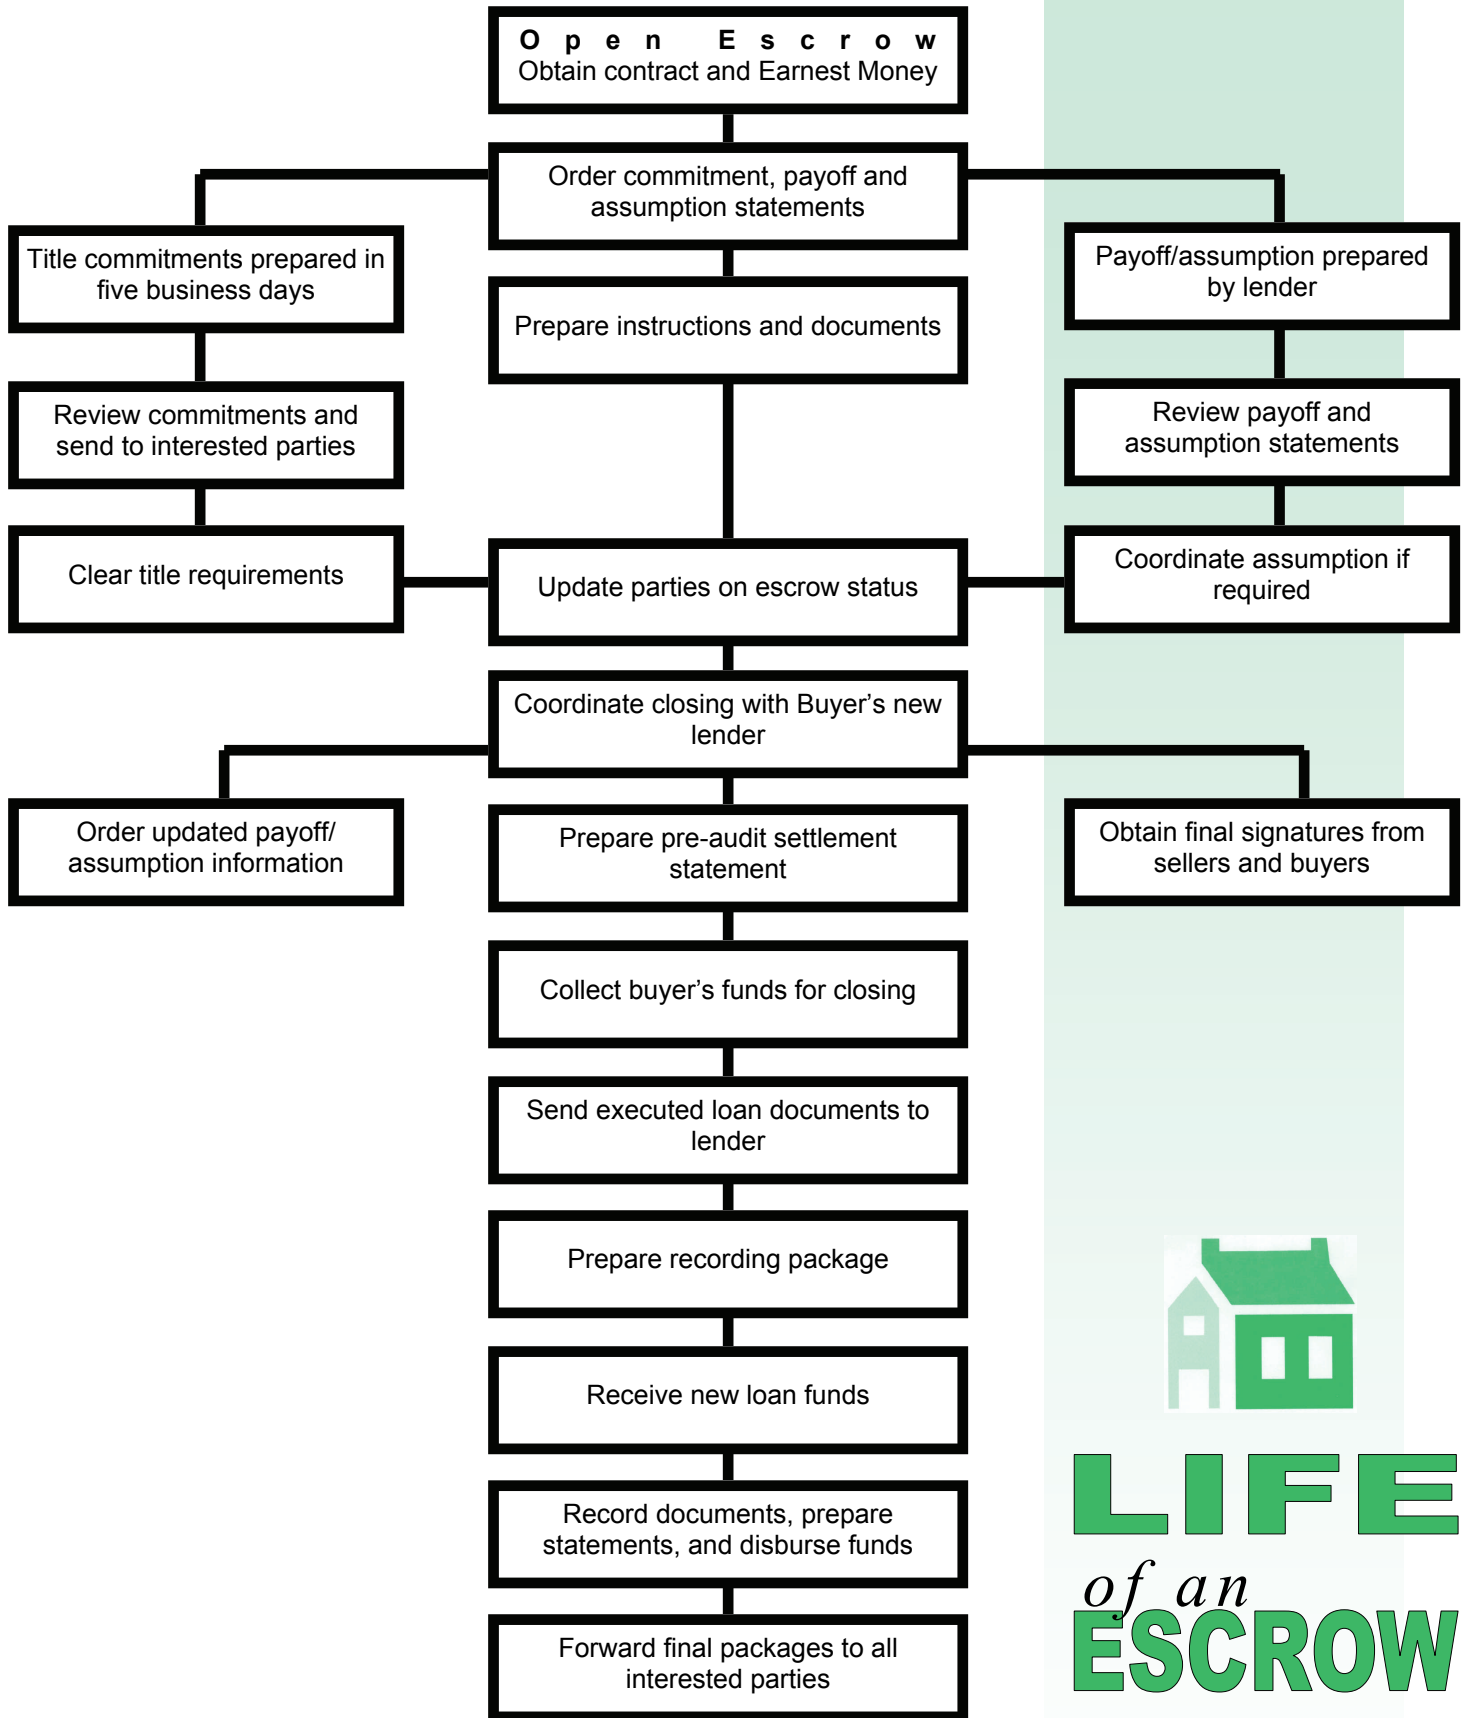 Open Escrow
Obtain contract and Earnest Money
Order commitment, payoff and
assumption statements
Title commitments prepared in
five business days
Payoff/assumption prepared
by lender
Prepare instructions and documents
Review commitments and
send to interested parties
Review payoff and
assumption statements
Clear title requirements
Update parties on escrow status
Coordinate assumption if
required
Coordinate closing with Buyer’s new
lender
Order updated payoff/
assumption information
Prepare pre-audit settlement
statement
Obtain final signatures from
sellers and buyers
Collect buyer’s funds for closing
Send executed loan documents to
lender
Prepare recording package
Receive new loan funds
Record documents, prepare
statements, and disburse funds
Forward final packages to all
interested parties
LIFE
of an
ESCROW